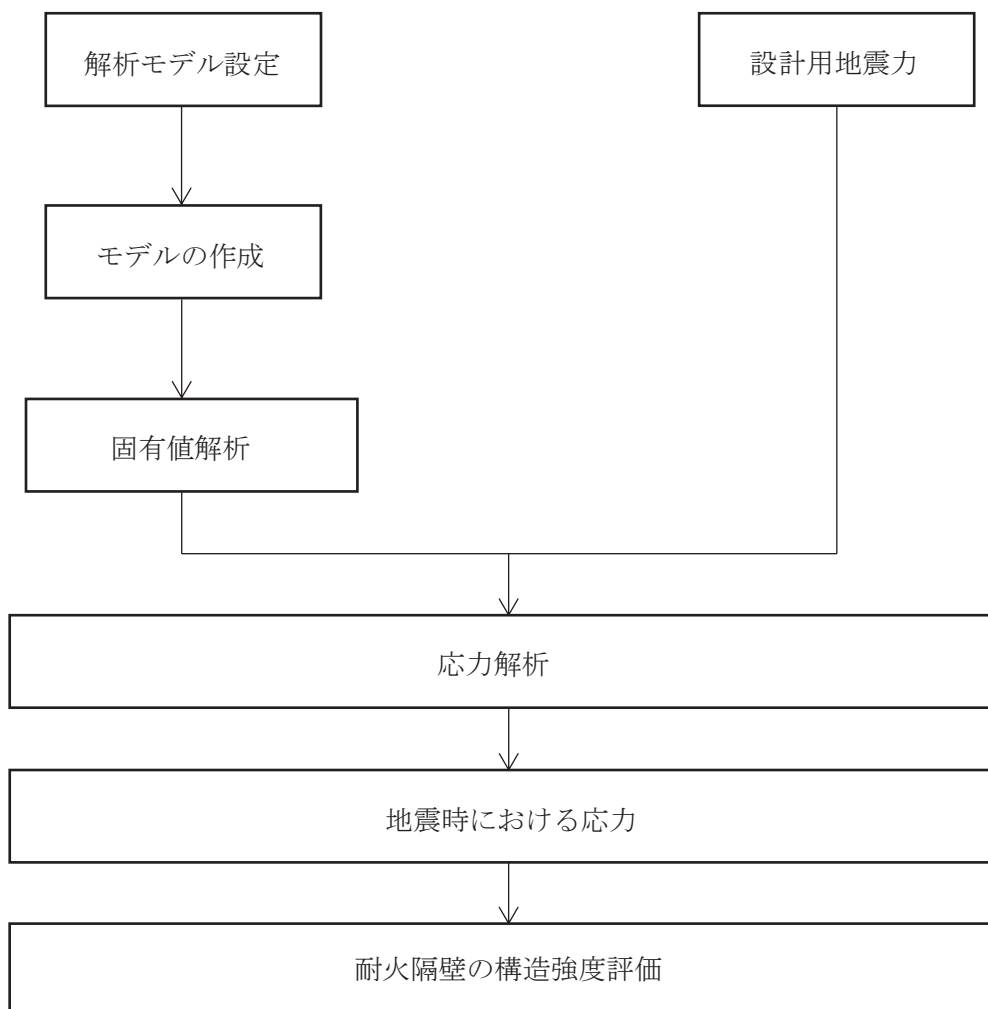 解析モデル設定
設計用地震力
モデルの作成
固有値解析
応力解析
地震時における応力
耐火隔壁の構造強度評価